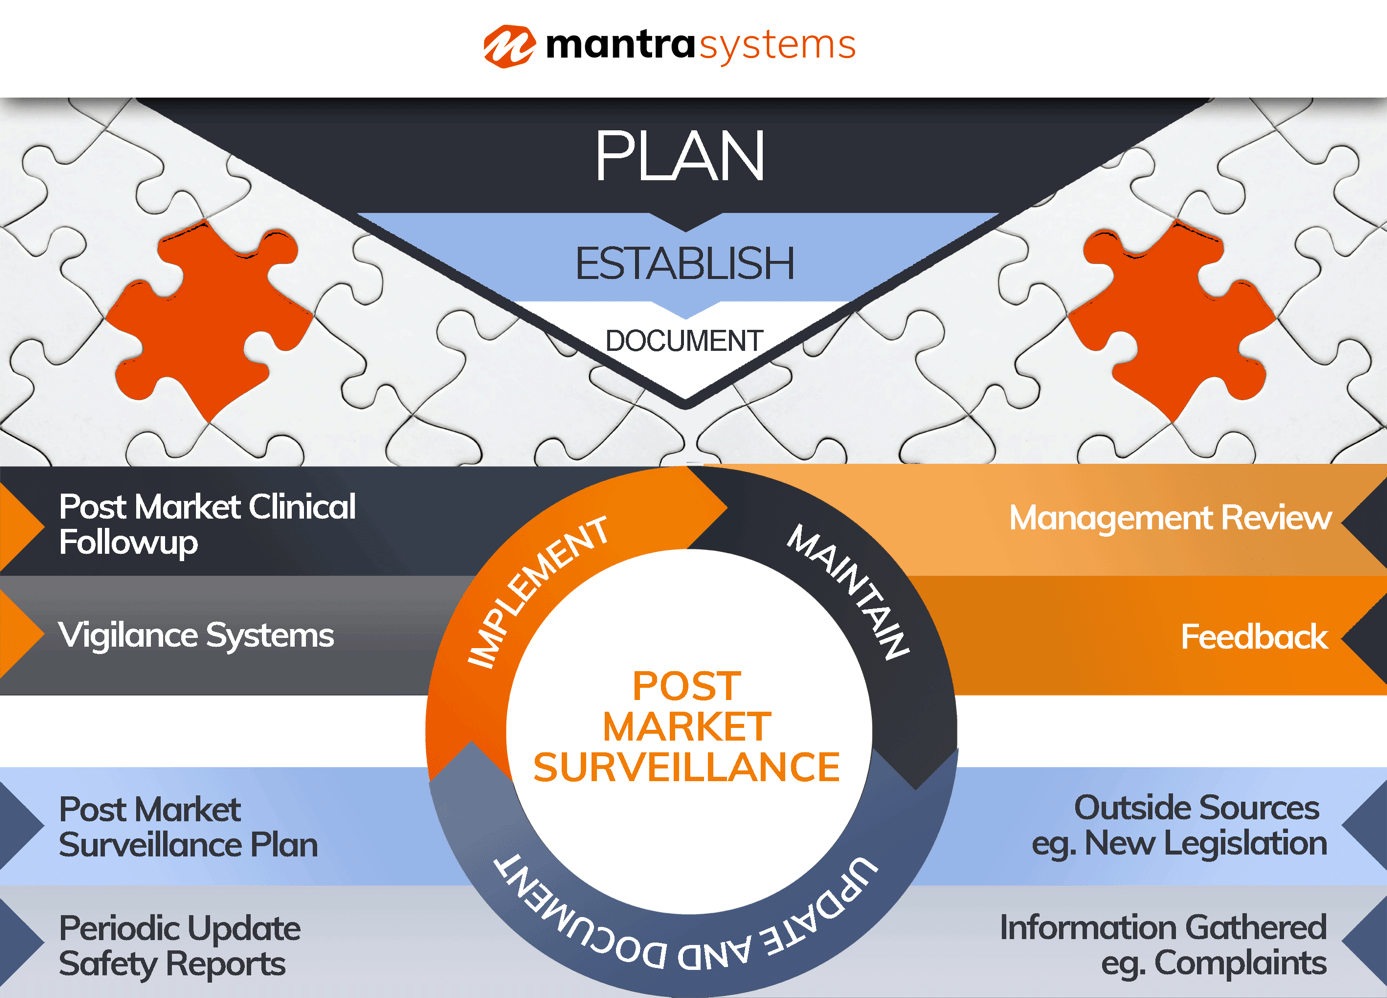 mantrasystems
PLAN
ESTABLISH
DOCUMENT
Post Market Clinical
Followup
Vigilance Systems
Post Market
Surveillance Plan
Periodic Update
Safety Reports
IMPLEMENT
MAINTAIN
UPDATE AND DOCUMENT
POST
MARKET
SURVEILLANCE
Management Review
Feedback
Outside Sources
eg. New Legislation
Information Gathered
eg. Complaints